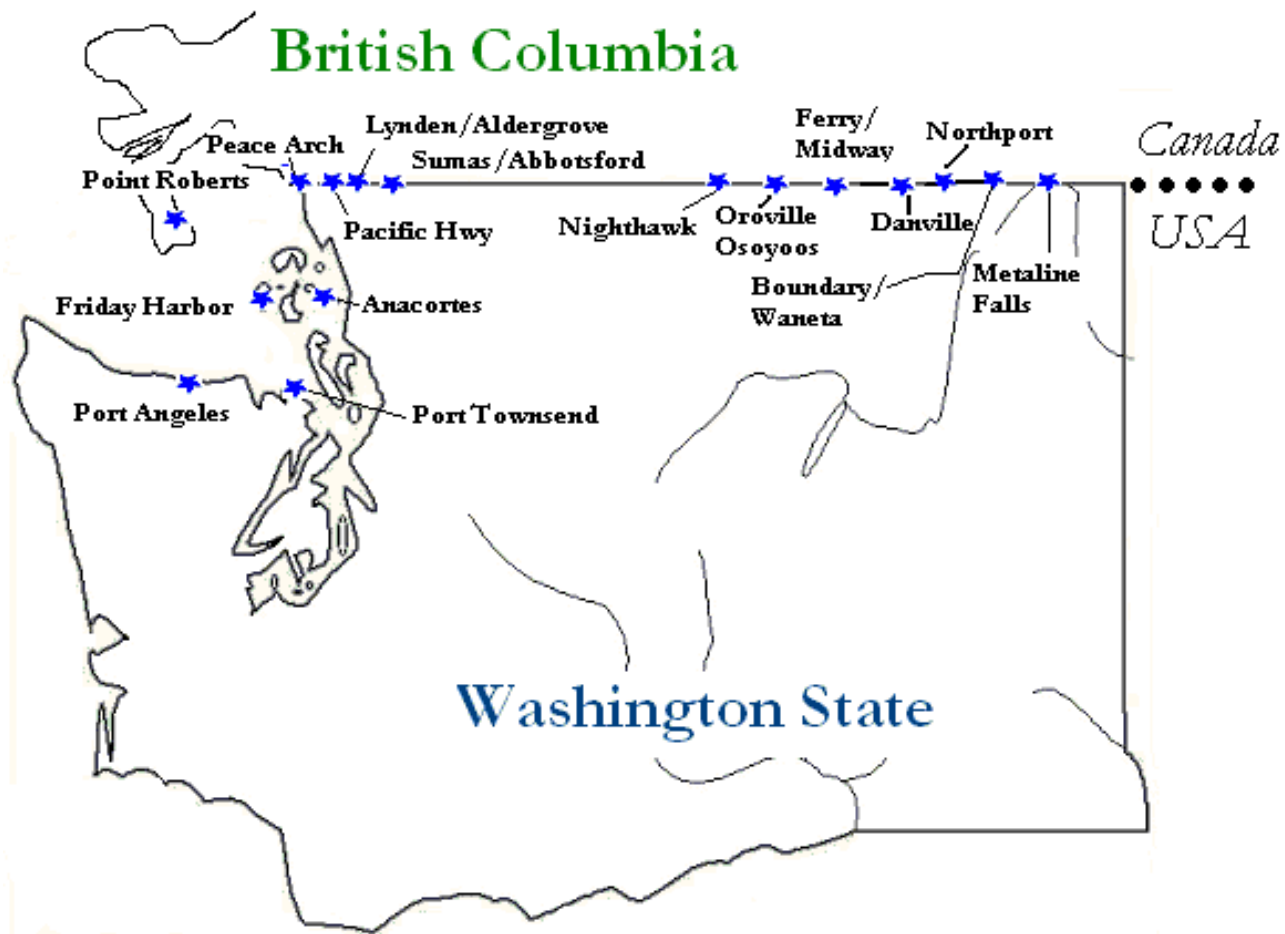 British Columbia
Lynden/Aldergrove
Peace Arch
Sumas/Abbotsford
Ferry/
Midway
Northport
Canada
Point Roberts
Pacific Hwy
Nighthawk
Oroville
Osoyoos
Danville
USA
Boundary/
Waneta
Metaline
Falls
Friday Harbor
Anacortes
Port Angeles
Port Townsend
Washington State